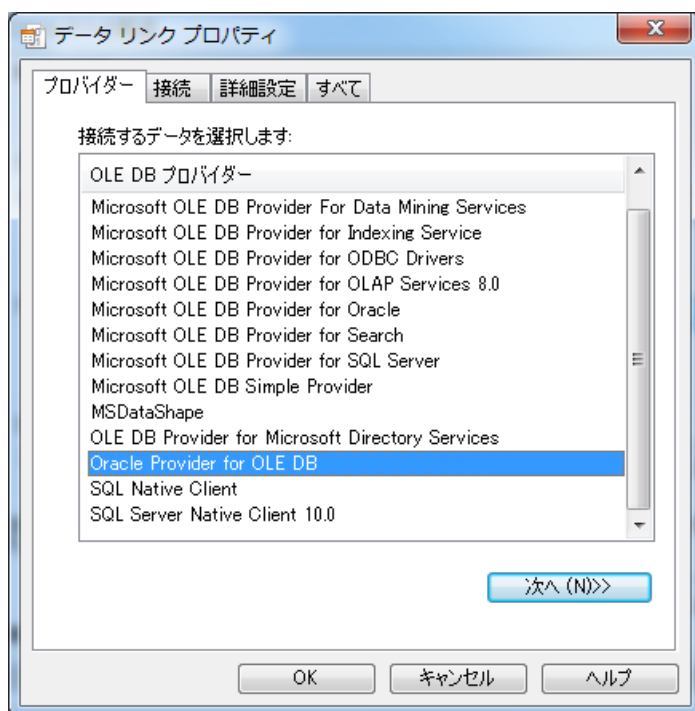 データ リンク プロパティ
プロバイダー 接続 詳細設定 すべて
接続するデータを選択します:
OLE DB プロバイダー
Microsoft OLE DB Provider For Data Mining Services
Microsoft OLE DB Provider for Indexing Service
Microsoft OLE DB Provider for ODBC Drivers
Microsoft OLE DB Provider for OLAP Services 8.0
Microsoft OLE DB Provider for Oracle
Microsoft OLE DB Provider for Search
Microsoft OLE DB Provider for SQL Server
Microsoft OLE DB Simple Provider
MSDataShape
OLE DB Provider for Microsoft Directory Services
Oracle Provider for OLE DB
SQL Native Client
SQL Server Native Client 10.0
次へ (N)>>
OK キャンセル ヘルプ